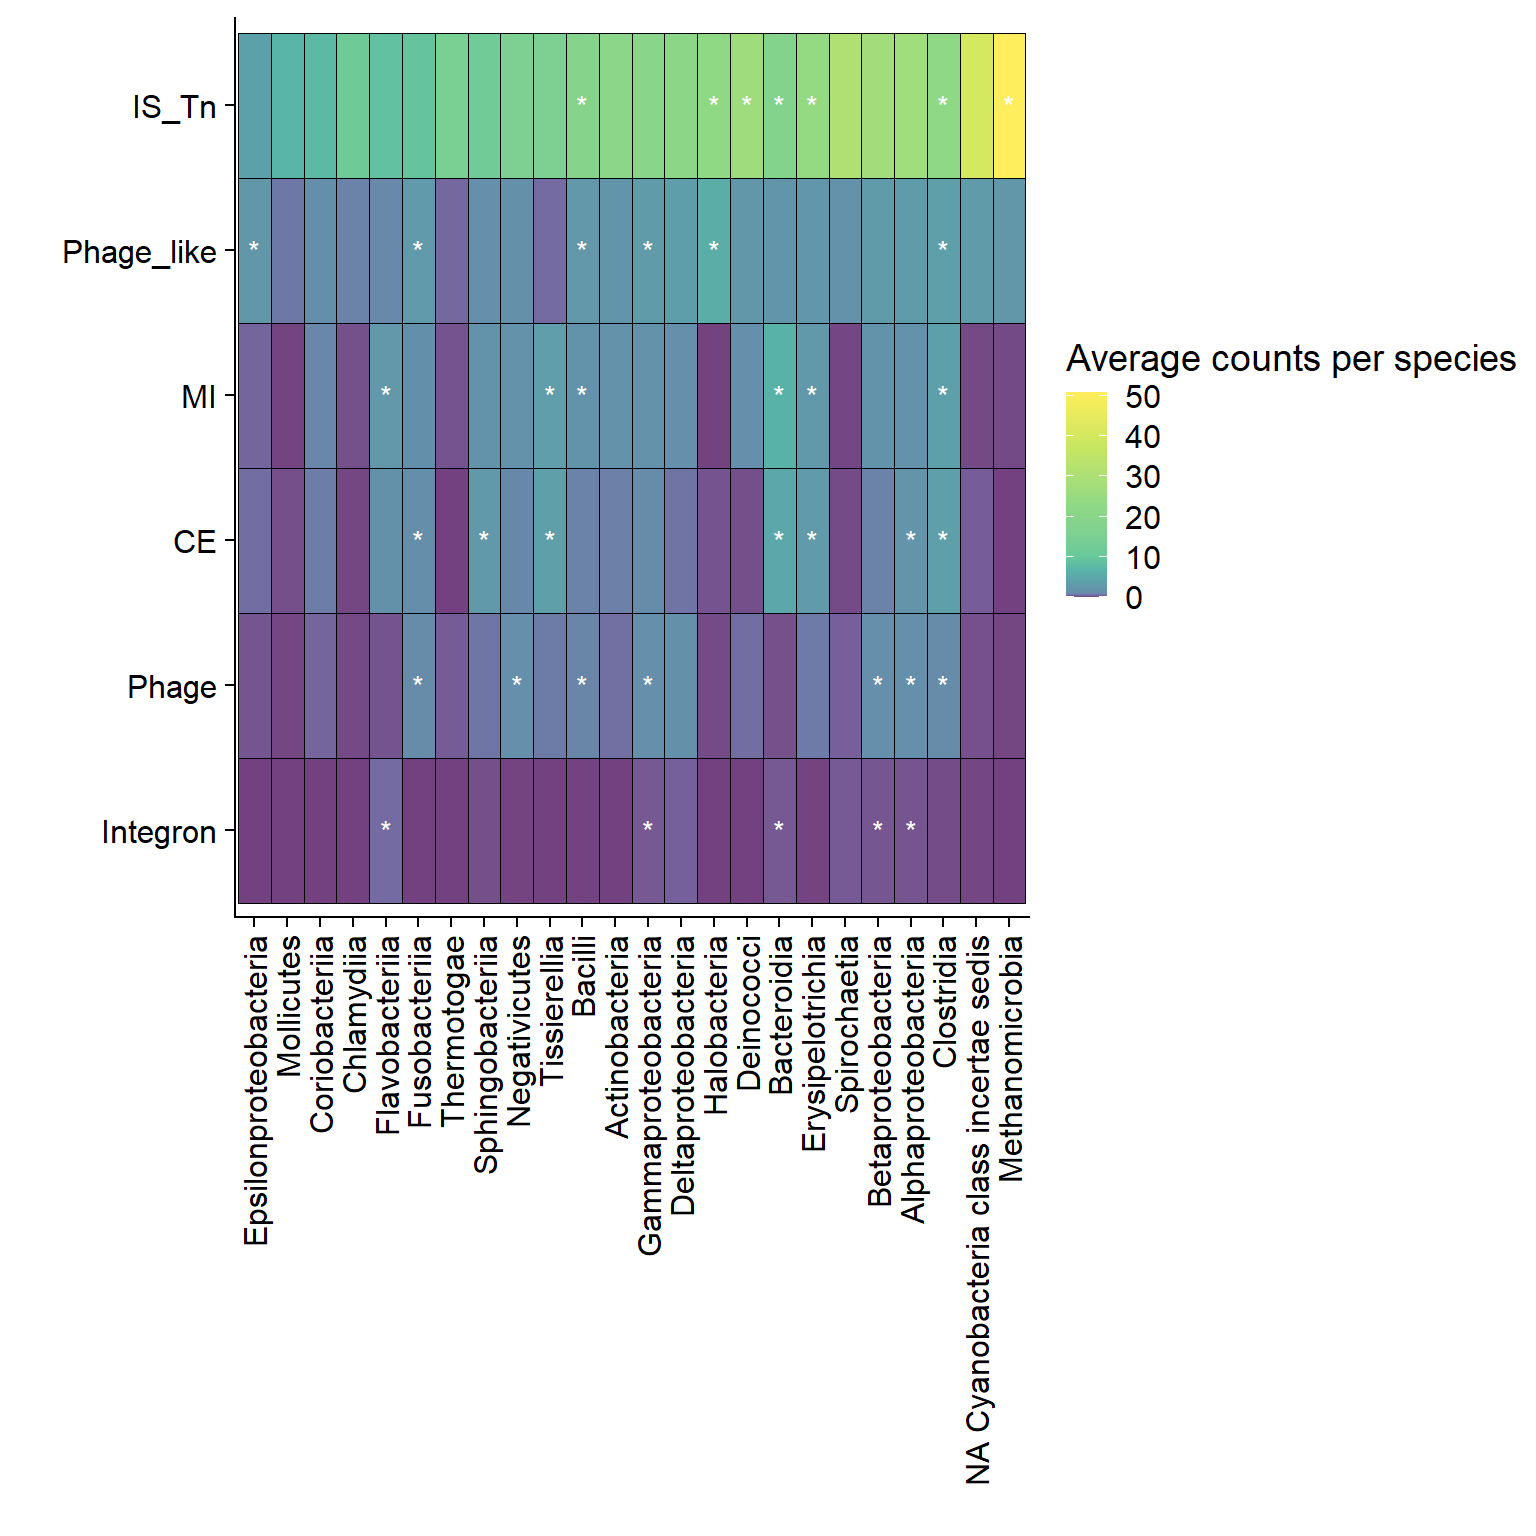 IS_Tn
Phage_like
MI
CE
Phage
Integron
* * * * * * *
* * * * * *
* * * * * *
* * * * * * * *
* * * * * * *
* * * * *
Epsilonproteobacteria
Mollicutes
Coriobacteriia
Chlamydiia
Flavobacteriia
Fusobacteriia
Thermotogae
Sphingobacteriia
Negativicutes
Tissierellia
Bacilli
Actinobacteria
Gammaproteobacteria
Deltaproteobacteria
Halobacteria
Deinococci
Bacteroidia
Erysipelotrichia
Spirochaetia
Betaproteobacteria
Alphaproteobacteria
Clostridia
NA Cyanobacteria class incertae sedis
Methanomicrobia
Average counts per species
50
40
30
20
10
0